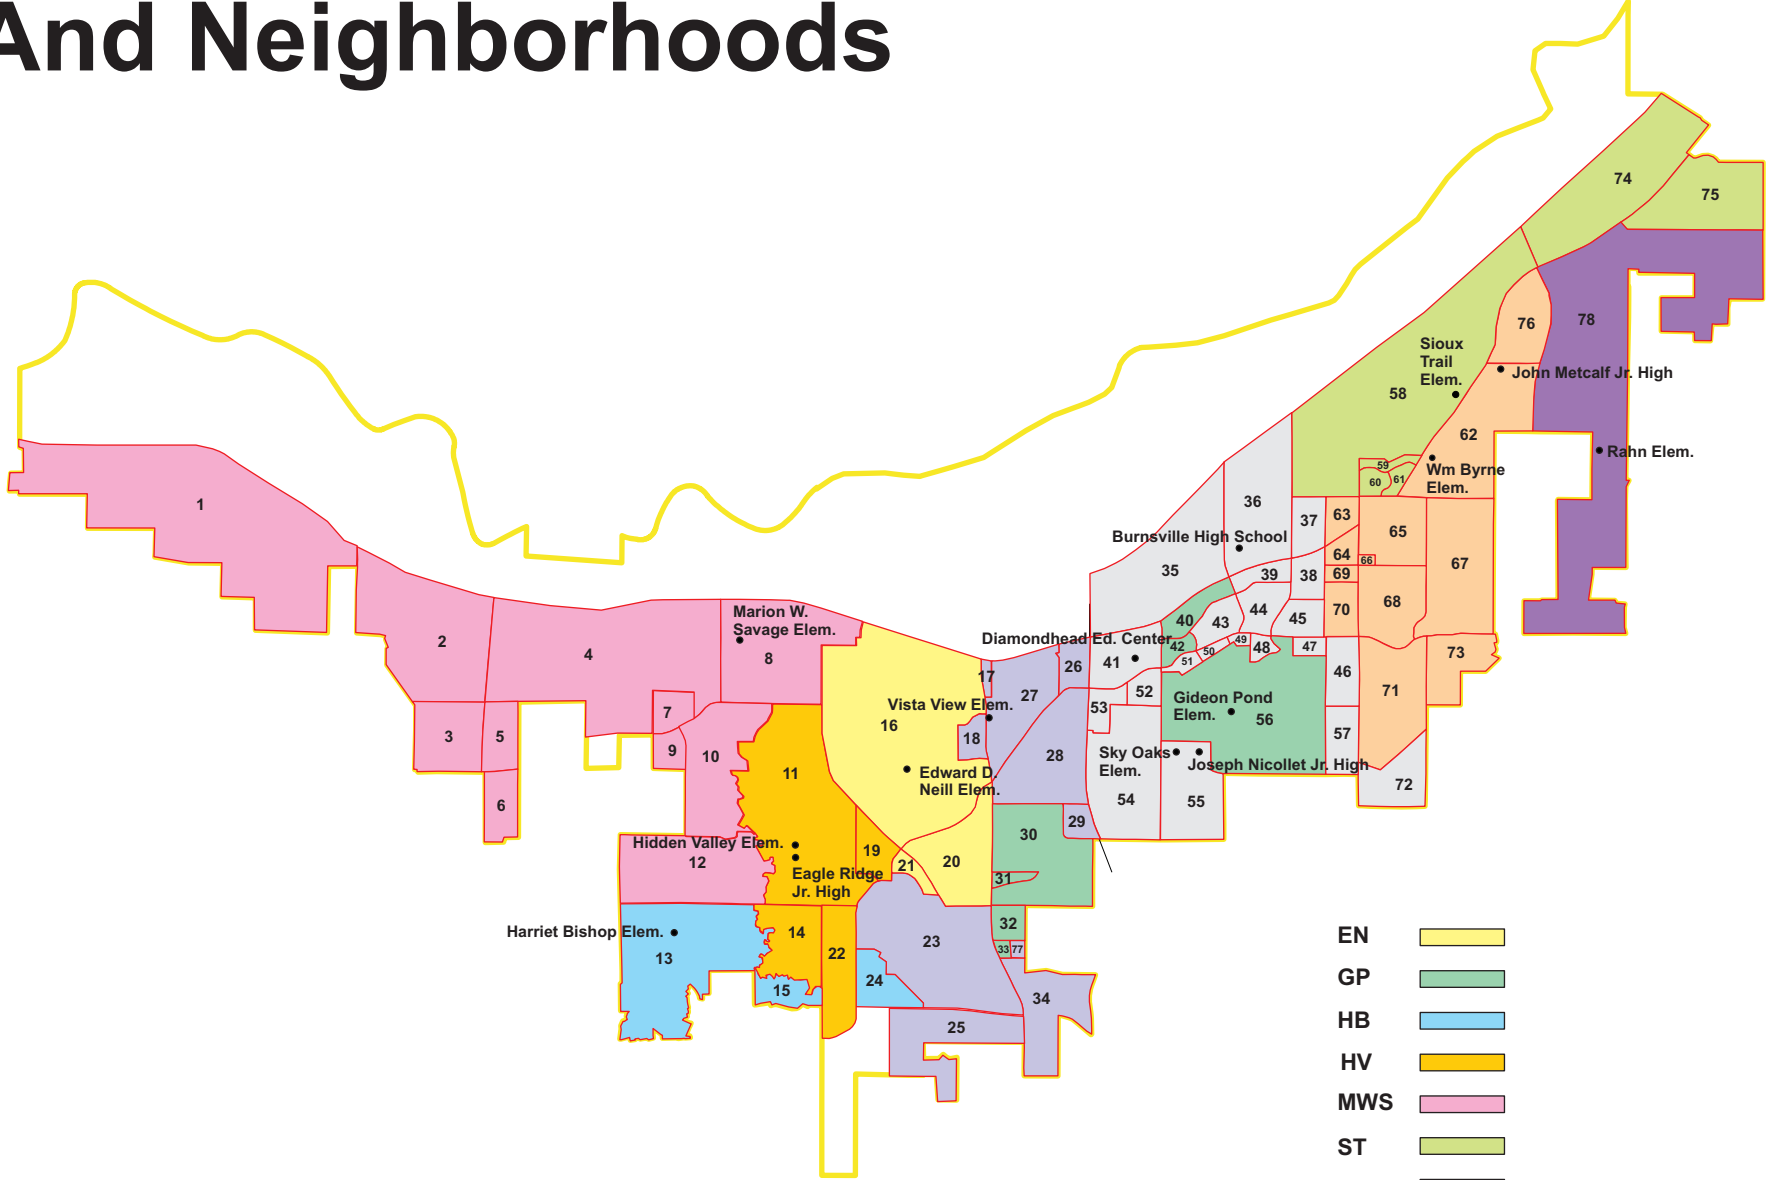 And Neighborhoods
74
75
76
78
Sioux
Trail
Elem.
58
John Metcalf Jr. High
62
Rahn Elem.
59
60
61
Wm Byrne
Elem.
1
36
37
63
65
Burnsville High School
64
66
67
35
39
38
69
68
70
44
45
43
40
Marion W.
Savage Elem.
8
2
4
Diamondhead Ed. Center
42
49
48
47
50
51
41
26
17
27
46
73
71
52
53
Gideon Pond
Elem.
56
Vista View Elem.
16
18
7
3
5
9
10
57
28
Sky Oaks
Elem.
Joseph Nicollet Jr. High
11
Edward D.
Neill Elem.
72
54
55
6
29
30
Hidden Valley Elem.
12
19
21
20
Eagle Ridge
Jr. High
31
32
Harriet Bishop Elem.
13
14
22
23
33
77
15
24
34
25
EN
GP
HB
HV
MWS
ST